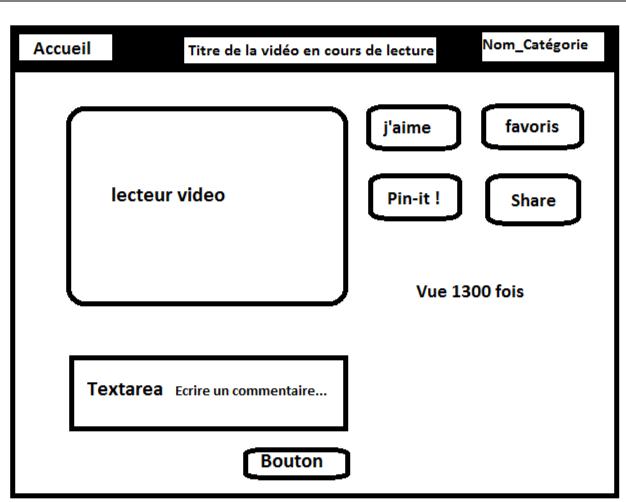 Accueil
Titre de la vidéo en cours de lecture
Nom_Catégorie
j'aime
favoris
lecteur video
Pin-it !
Share
Vue 1300 fois
Textarea Ecrire un commentaire...
Bouton